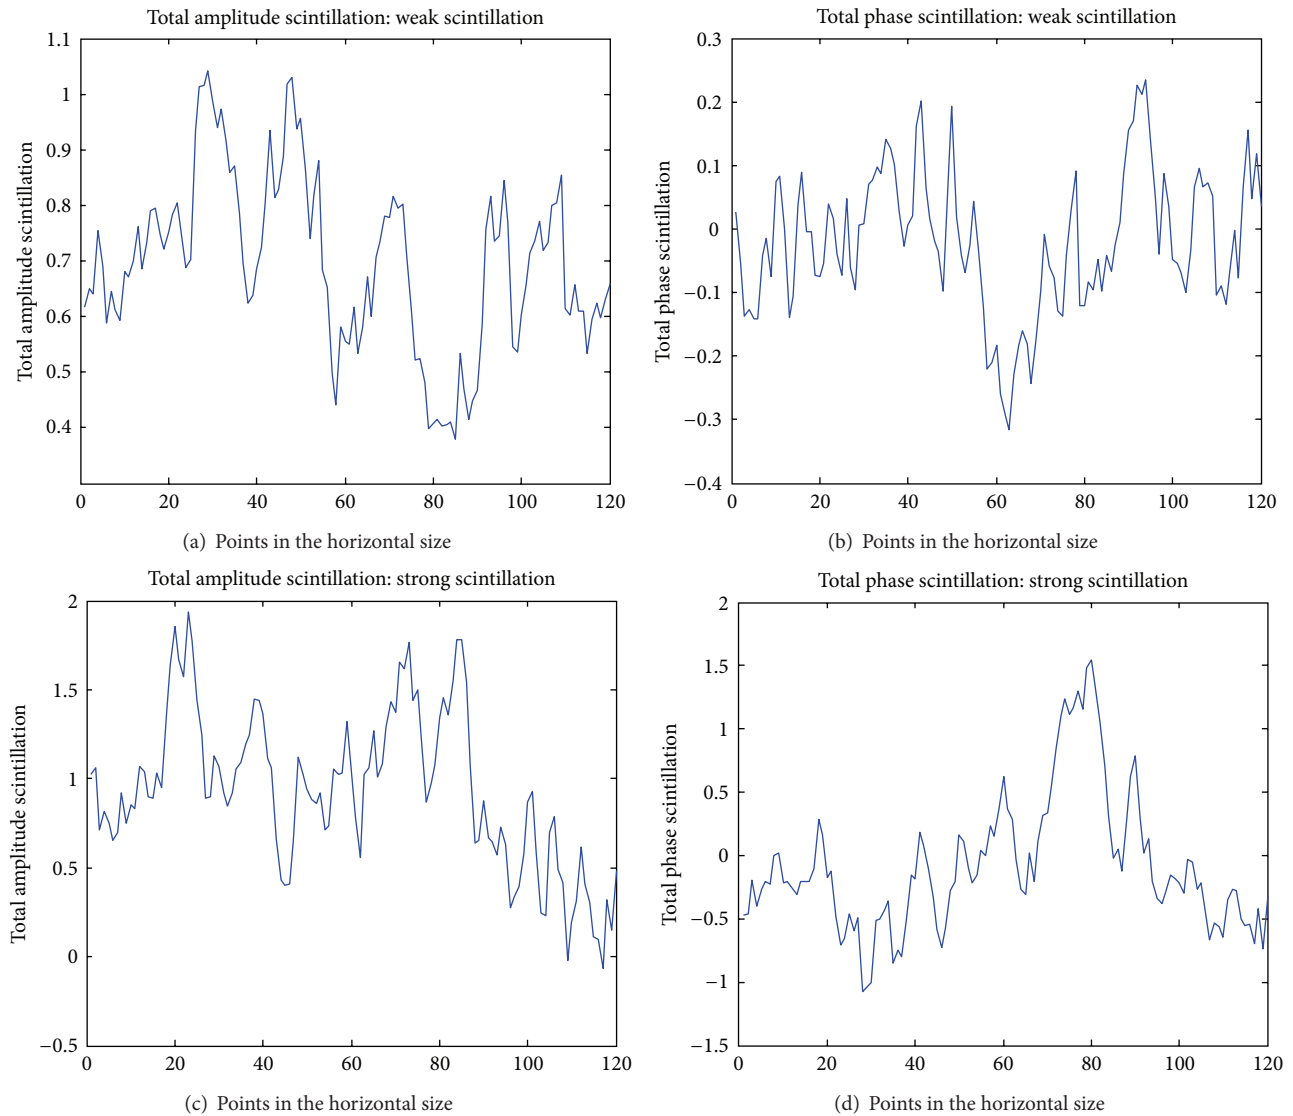 Total amplitude scintillation: weak scintillation
Total amplitude scintillation
1.1
1
0.9
0.8
0.7
0.6
0.5
0.4
0 20 40 60 80 100 120
(a) Points in the horizontal size
Total phase scintillation: weak scintillation
Total phase scintillation
0.3
0.2
0.1
0
−0.1
−0.2
−0.3
−0.4
0 20 40 60 80 100 120
(b) Points in the horizontal size
Total amplitude scintillation: strong scintillation
Total amplitude scintillation
2
1.5
1
0.5
0
−0.5
0 20 40 60 80 100 120
(c) Points in the horizontal size
Total phase scintillation: strong scintillation
Total phase scintillation
2
1.5
1
0.5
0
−0.5
−1
−1.5
0 20 40 60 80 100 120
(d) Points in the horizontal size